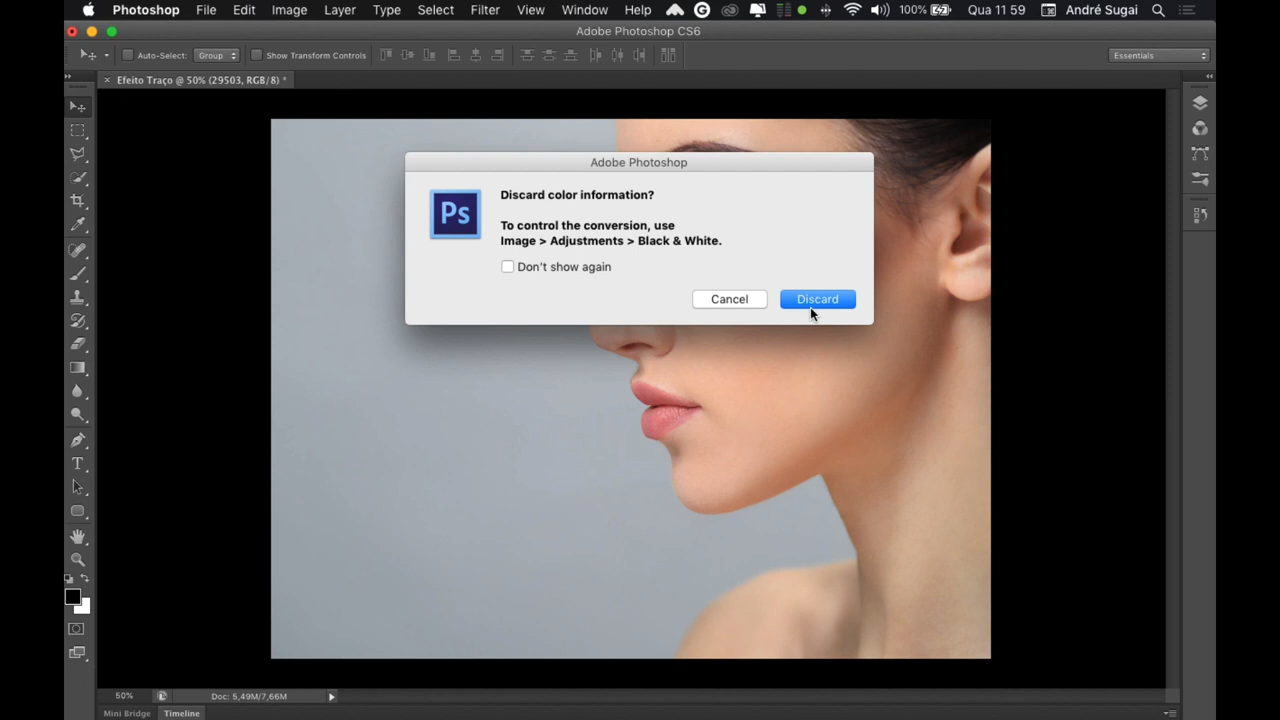 Photoshop File Edit Image Layer Type Select Filter View Window Help 100% Qua 11 59 André Sugai
Adobe Photoshop CS6
Auto-Select: Group Show Transform Controls Essentials
× Efeito Traço @ 50% (29503, RGB/8) *
Adobe Photoshop
Ps
Discard color information?
To control the conversion, use
Image > Adjustments > Black & White.
Don't show again
Cancel Discard
50% Doc: 5,49M/7,66M
Mini Bridge Timeline